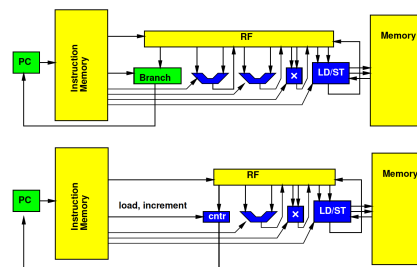 RF
Memory
PC
Instruction
Memory
Branch
×
LD/ST
RF
Memory
PC
Instruction
Memory
load, increment
cntr
×
LD/ST